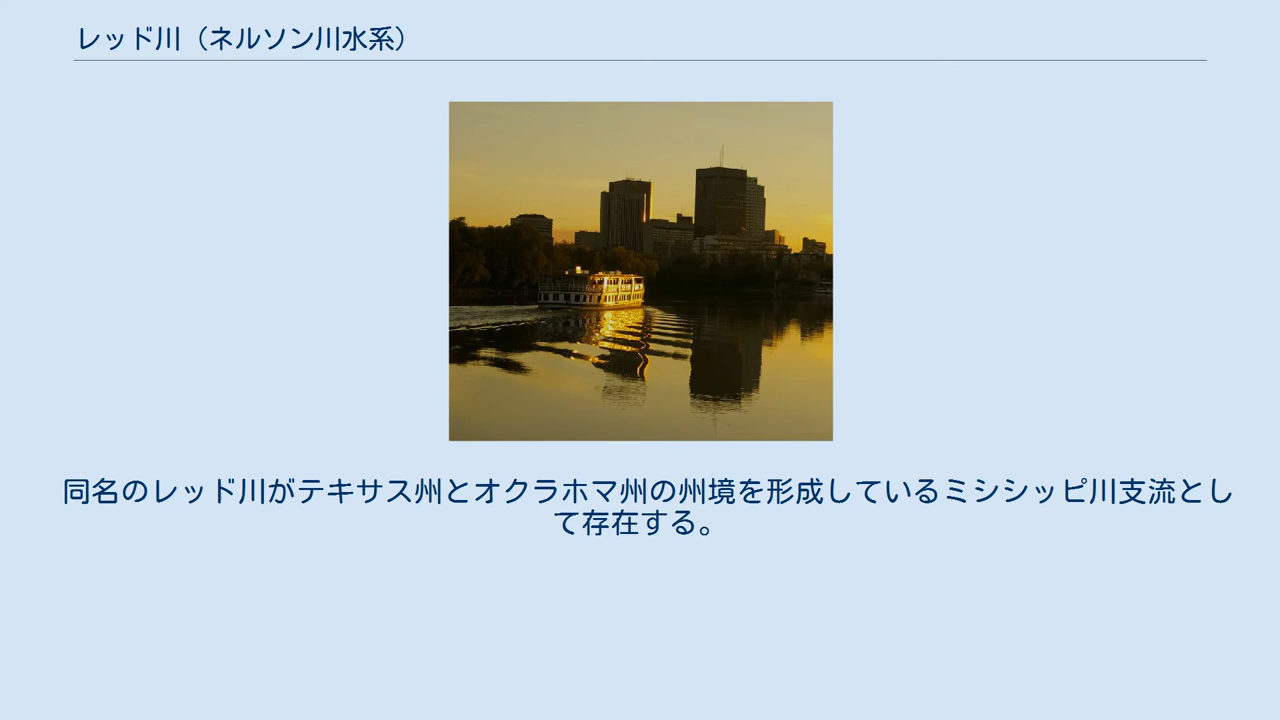 レッド川（ネルソン川水系）
同名のレッド川がテキサス州とオクラホマ州の州境を形成しているミシシッピ川支流とし
て存在する。